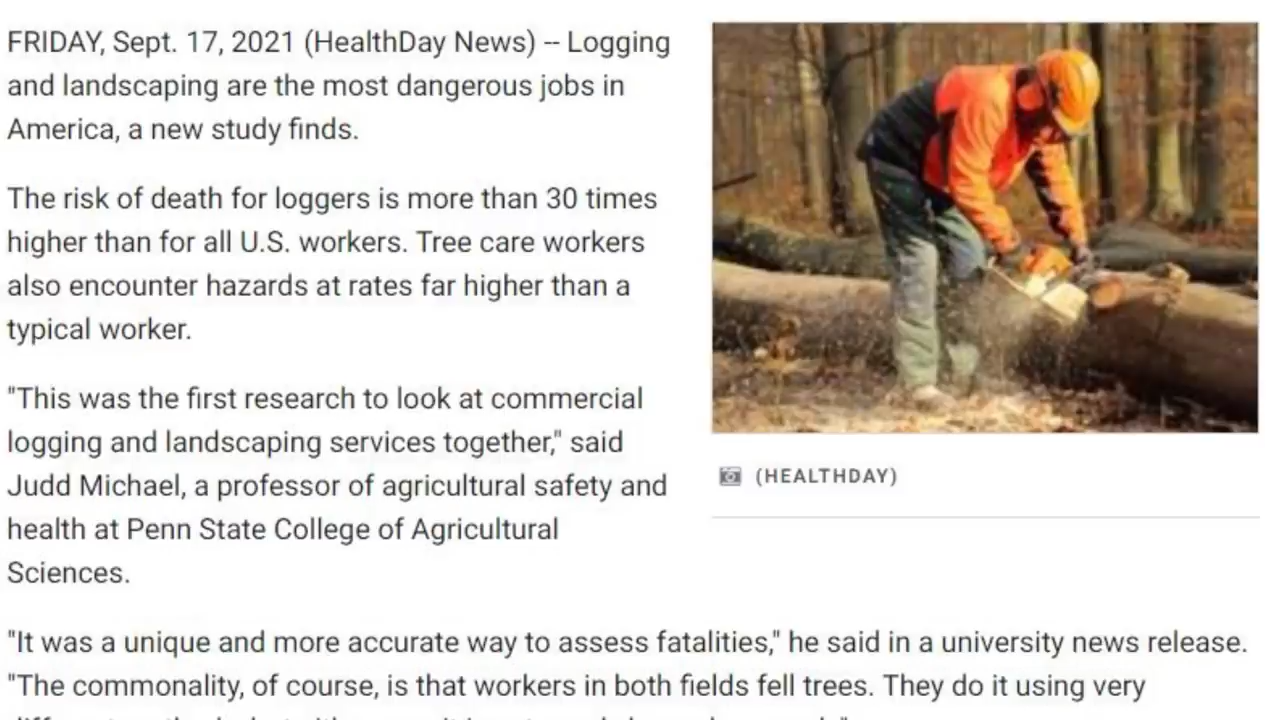 FRIDAY, Sept. 17, 2021 (HealthDay News) -- Logging
and landscaping are the most dangerous jobs in
America, a new study finds.
The risk of death for loggers is more than 30 times
higher than for all U.S. workers. Tree care workers
also encounter hazards at rates far higher than a
typical worker.
"This was the first research to look at commercial
logging and landscaping services together," said
Judd Michael, a professor of agricultural safety and
health at Penn State College of Agricultural
Sciences.
(HEALTHDAY)
"It was a unique and more accurate way to assess fatalities," he said in a university news release.
"The commonality, of course, is that workers in both fields fell trees. They do it using very